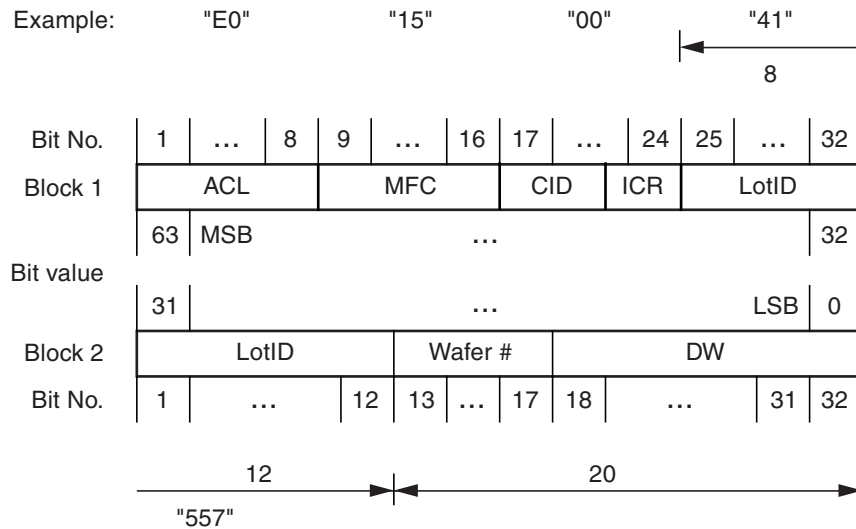 Example: "E0" "15" "00" "41"
8
Bit No. 1 ... 8 9 ... 16 17 ... 24 25 ... 32
Block 1 ACL MFC CID ICR LotID
63 MSB ... 32
Bit value
31 ... LSB 0
Block 2 LotID Wafer # DW
Bit No. 1 ... 12 13 ... 17 18 ... 31 32
12 20
"557"